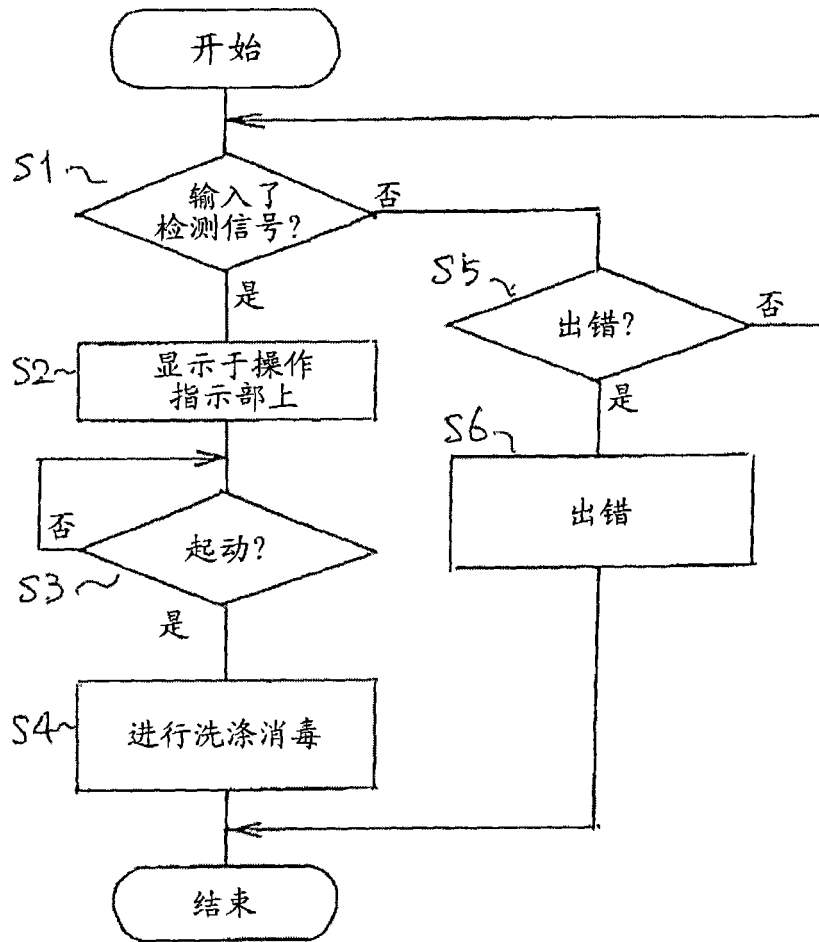 开始
S1
输入了
检测信号?
否
是
S5
出错?
否
S2
显示于操作
指示部上
是
S6
出错
否
起动?
S3
是
S4
进行洗涤消毒
结束